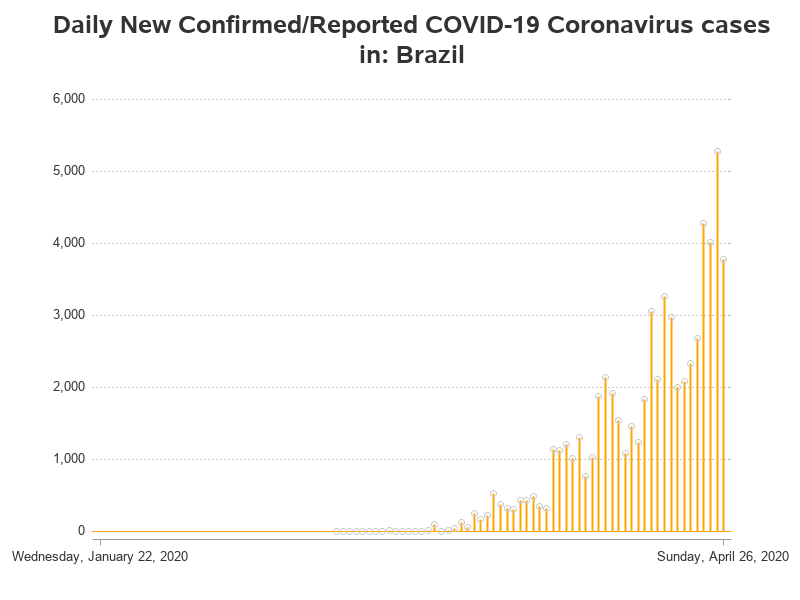 Daily New Confirmed/Reported COVID-19 Coronavirus cases
in: Brazil
6,000
5,000
4,000
3,000
2,000
1,000
0
Wednesday, January 22, 2020
Sunday, April 26, 2020